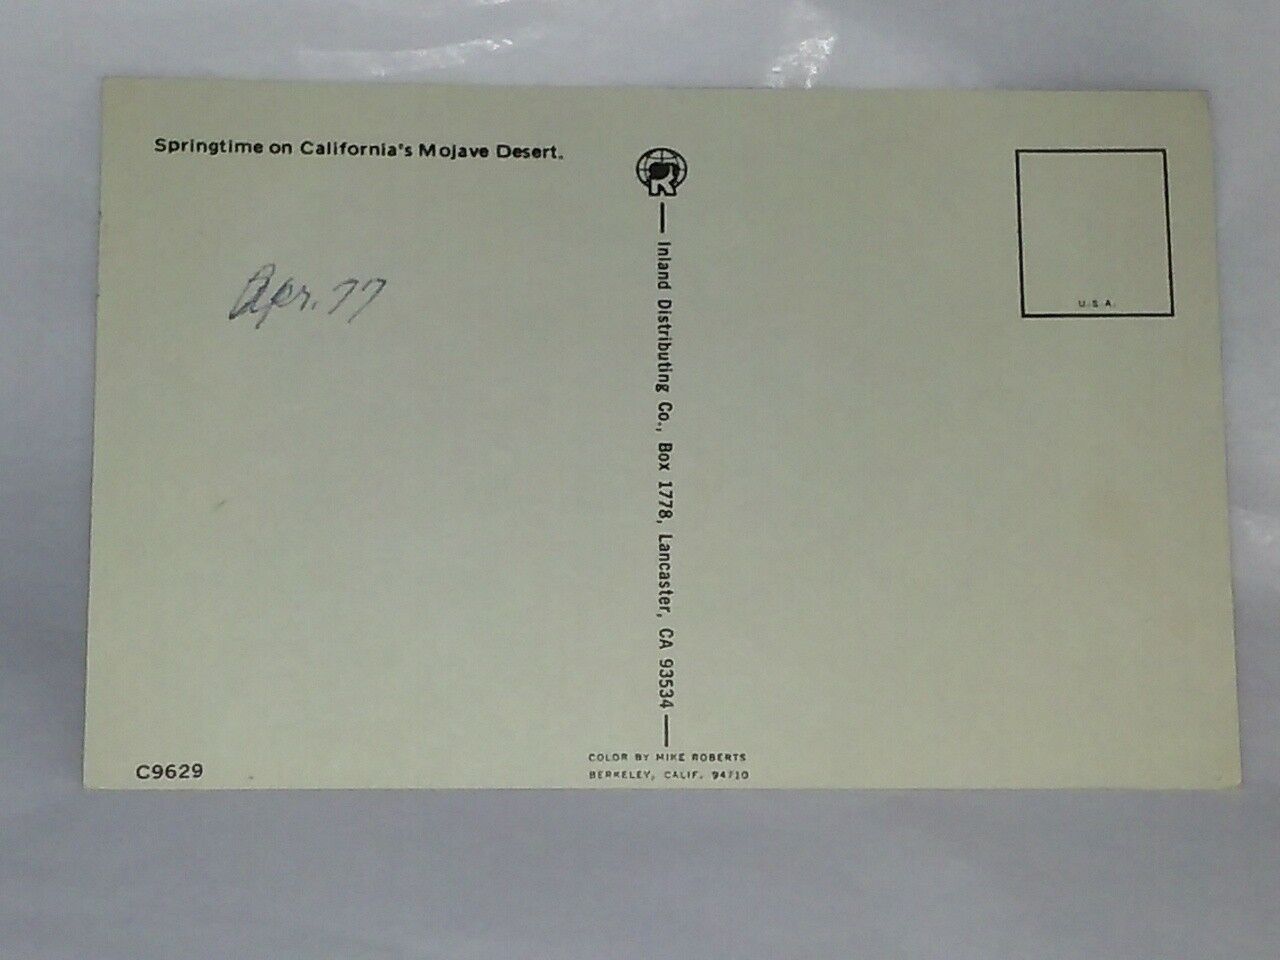 Springtime on California's Mojave Desert.
R
U.S.A.
Apr. 77
Inland Distributing Co., Box 1778, Lancaster, CA 93534
C9629
COLOR BY MIKE ROBERTS
BERKELEY, CALIF. 94710